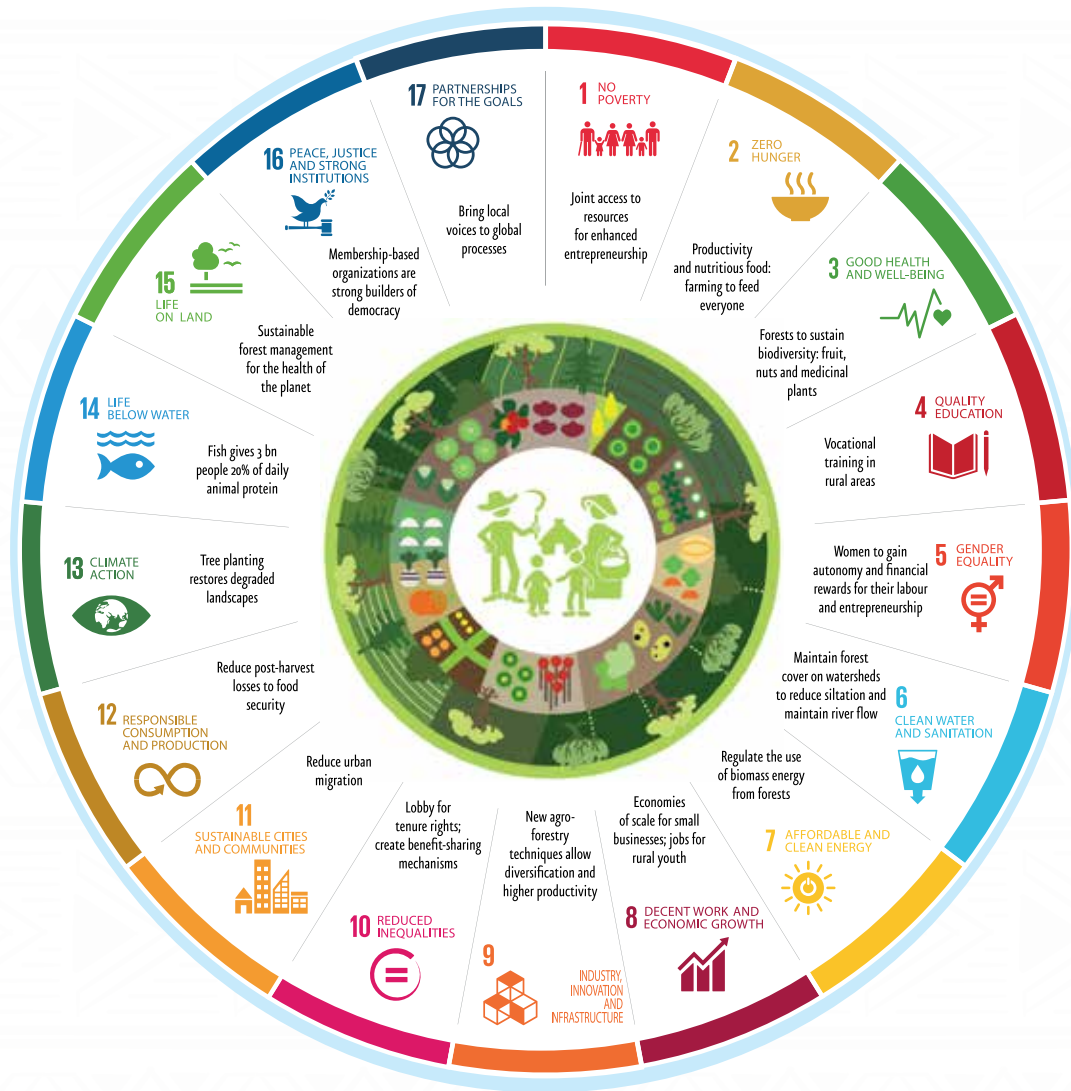 1 NO
POVERTY
Joint access to
resources
for enhanced
entrepreneurship
2 ZERO
HUNGER
Productivity
and nutritious food:
farming to feed
everyone
3 GOOD HEALTH
AND WELL-BEING
Forests to sustain
biodiversity: fruit,
nuts and medicinal
plants
4 QUALITY
EDUCATION
Vocational
training in
rural areas
5 GENDER
EQUALITY
Women to gain
autonomy and financial
rewards for their labour
and entrepreneurship
6
CLEAN WATER
AND SANITATION
Maintain forest
cover on watersheds
to reduce siltation and
maintain river flow
7 AFFORDABLE AND
CLEAN ENERGY
Regulate the use
of biomass energy
from forests
8 DECENT WORK AND
ECONOMIC GROWTH
Economies
of scale for small
businesses; jobs for
rural youth
9
INDUSTRY,
INNOVATION
AND
INFRASTRUCTURE
New agro-
forestry
techniques allow
diversification and
higher productivity
10 REDUCED
INEQUALITIES
Lobby for
tenure rights;
create benefit-sharing
mechanisms
11
SUSTAINABLE CITIES
AND COMMUNITIES
Reduce urban
migration
12 RESPONSIBLE
CONSUMPTION
AND PRODUCTION
Reduce post-harvest
losses to food
security
13 CLIMATE
ACTION
Tree planting
restores degraded
landscapes
14 LIFE
BELOW WATER
Fish gives 3 bn
people 20% of daily
animal protein
15
LIFE
ON LAND
Sustainable
forest management
for the health of
the planet
16 PEACE, JUSTICE
AND STRONG
INSTITUTIONS
Membership-based
organizations are
strong builders of
democracy
17 PARTNERSHIPS
FOR THE GOALS
Bring local
voices to global
processes